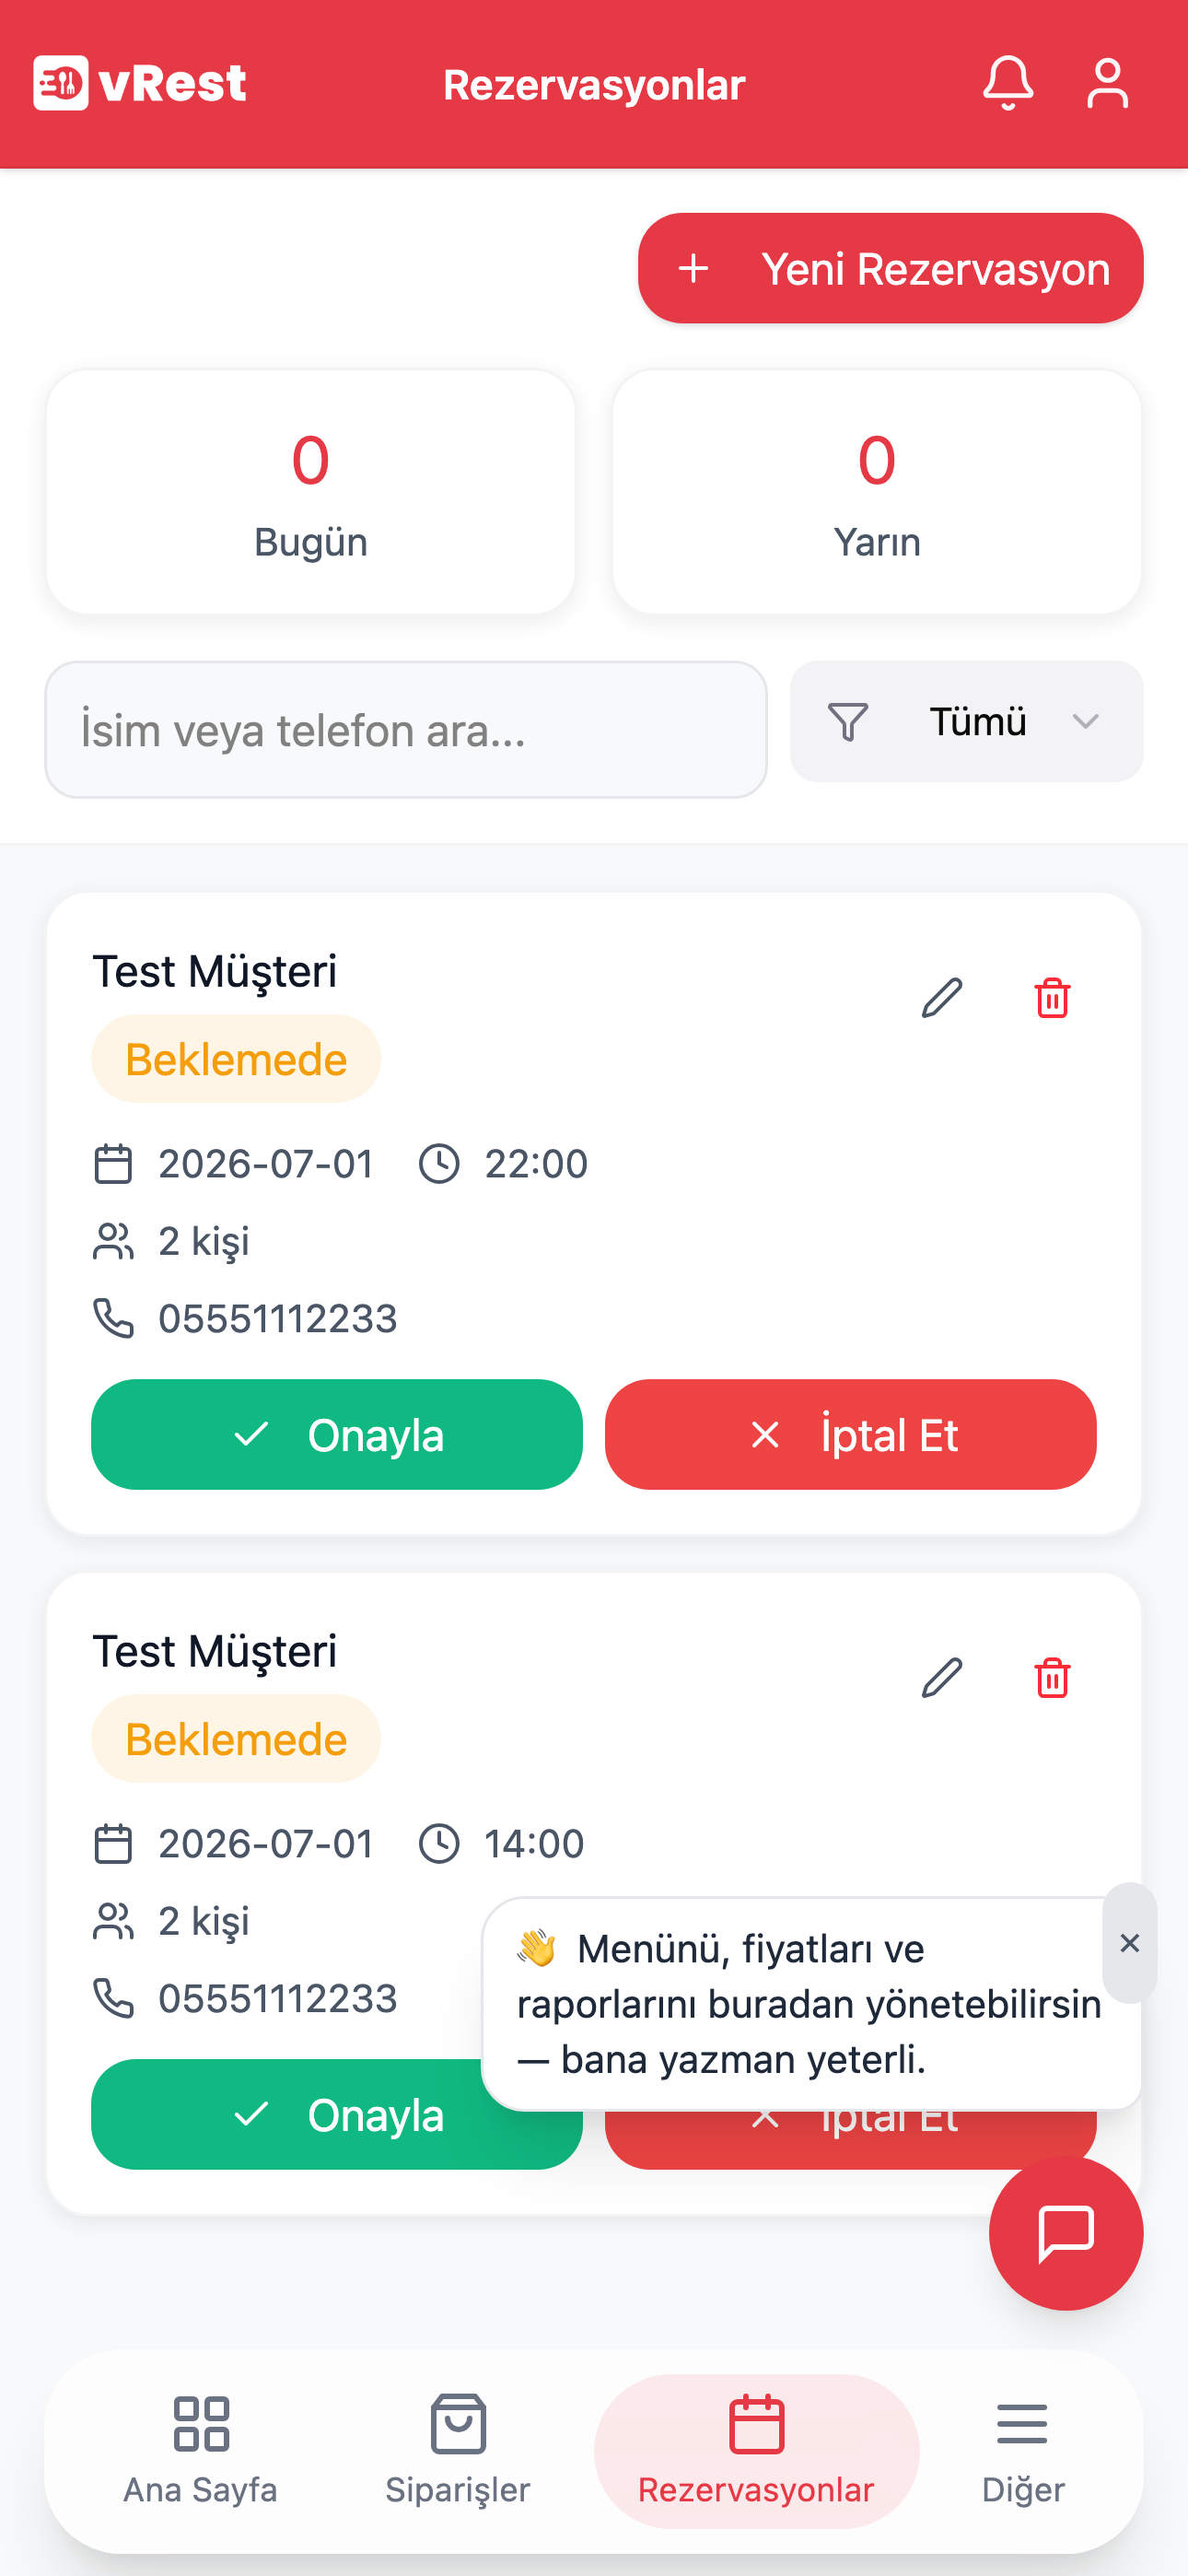 vRest
Rezervasyonlar
+ Yeni Rezervasyon
0
Bugün
0
Yarın
İsim veya telefon ara...
Tümü
Test Müşteri
Beklemede
2026-07-01 22:00
2 kişi
05551112233
Onayla
İptal Et
Test Müşteri
Beklemede
2026-07-01 14:00
2 kişi
05551112233
👋 Menünü, fiyatları ve
raporlarını buradan yönetebilirsin
— bana yazman yeterli.
Onayla
İptal Et
Ana Sayfa
Siparişler
Rezervasyonlar
Diğer